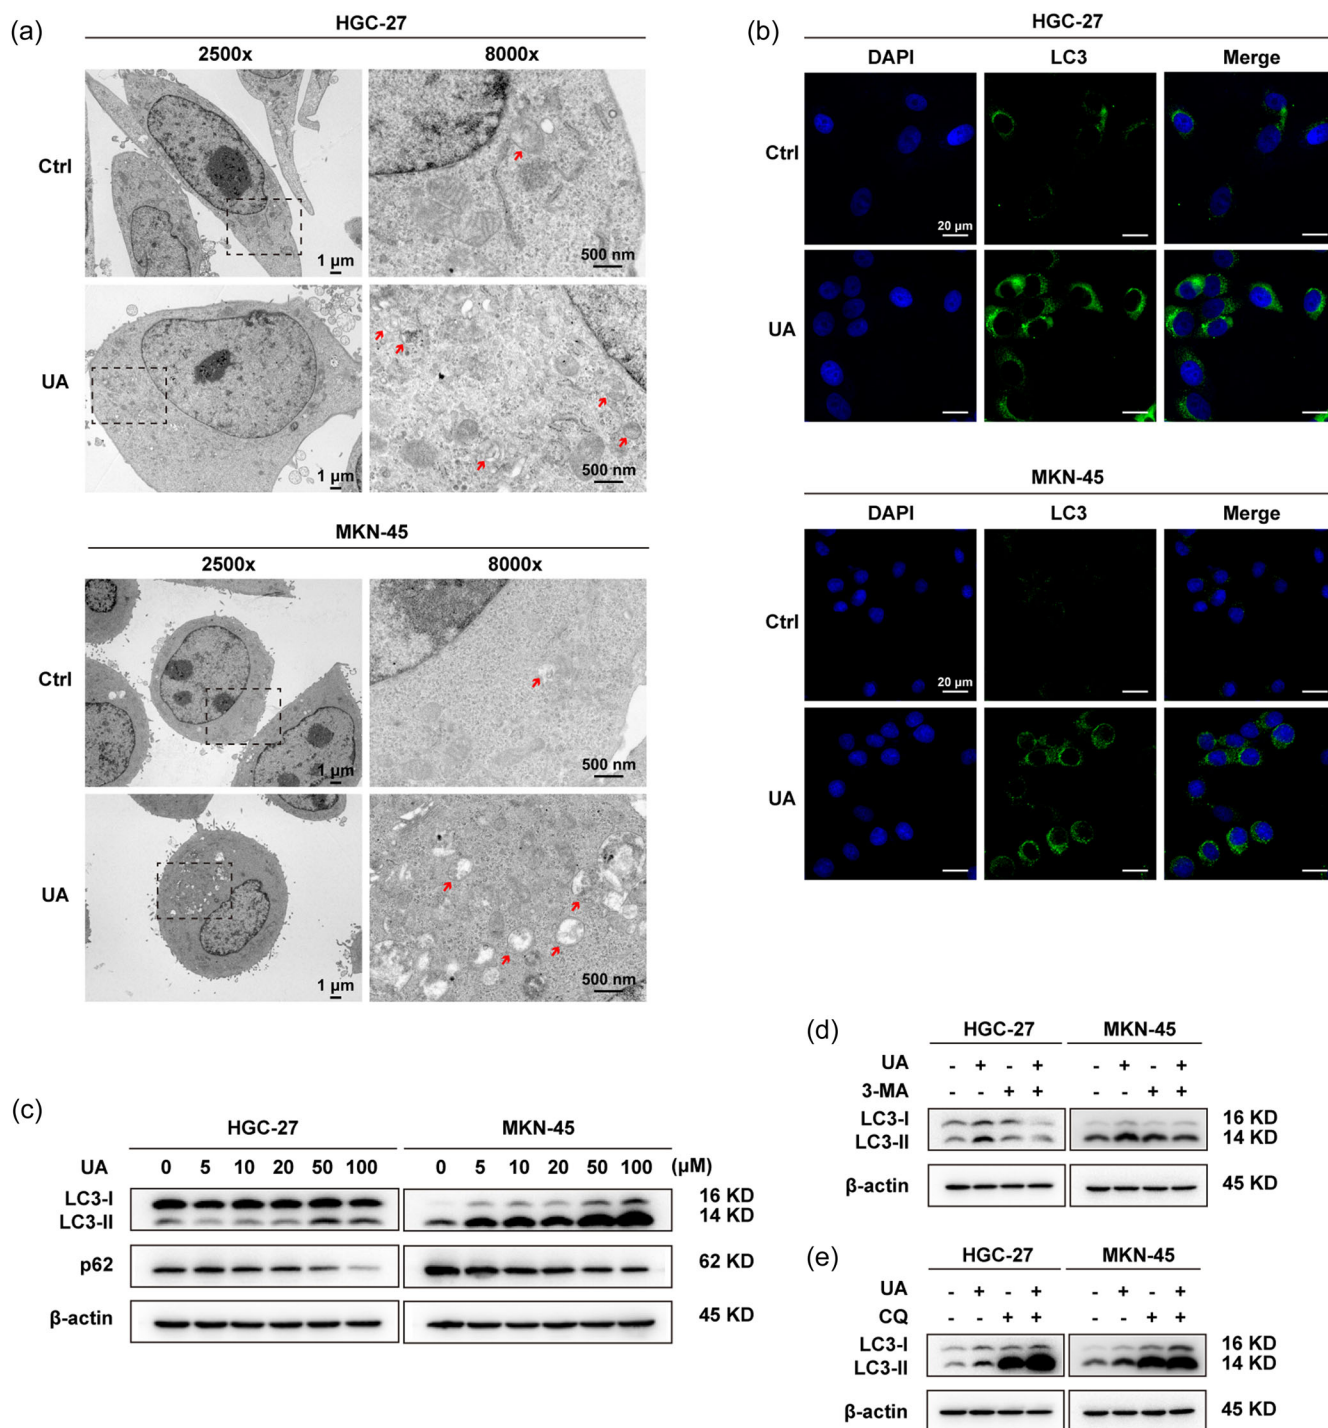 (a)
HGC-27
2500x 8000x
Ctrl
1 μm 500 nm
UA
1 μm 500 nm
MKN-45
2500x 8000x
Ctrl
1 μm 500 nm
UA
1 μm 500 nm
(b)
HGC-27
DAPI LC3 Merge
Ctrl
20 μm
UA
MKN-45
DAPI LC3 Merge
Ctrl
20 μm
UA
(c)
HGC-27 MKN-45
UA 0 5 10 20 50 100 0 5 10 20 50 100 (μM)
LC3-I 16 KD
LC3-II 14 KD
p62 62 KD
β-actin 45 KD
(d)
HGC-27 MKN-45
UA - + - + - + - +
3-MA - - + + - - + +
LC3-I 16 KD
LC3-II 14 KD
β-actin 45 KD
(e)
HGC-27 MKN-45
UA - + - + - + - +
CQ - - + + - - + +
LC3-I 16 KD
LC3-II 14 KD
β-actin 45 KD